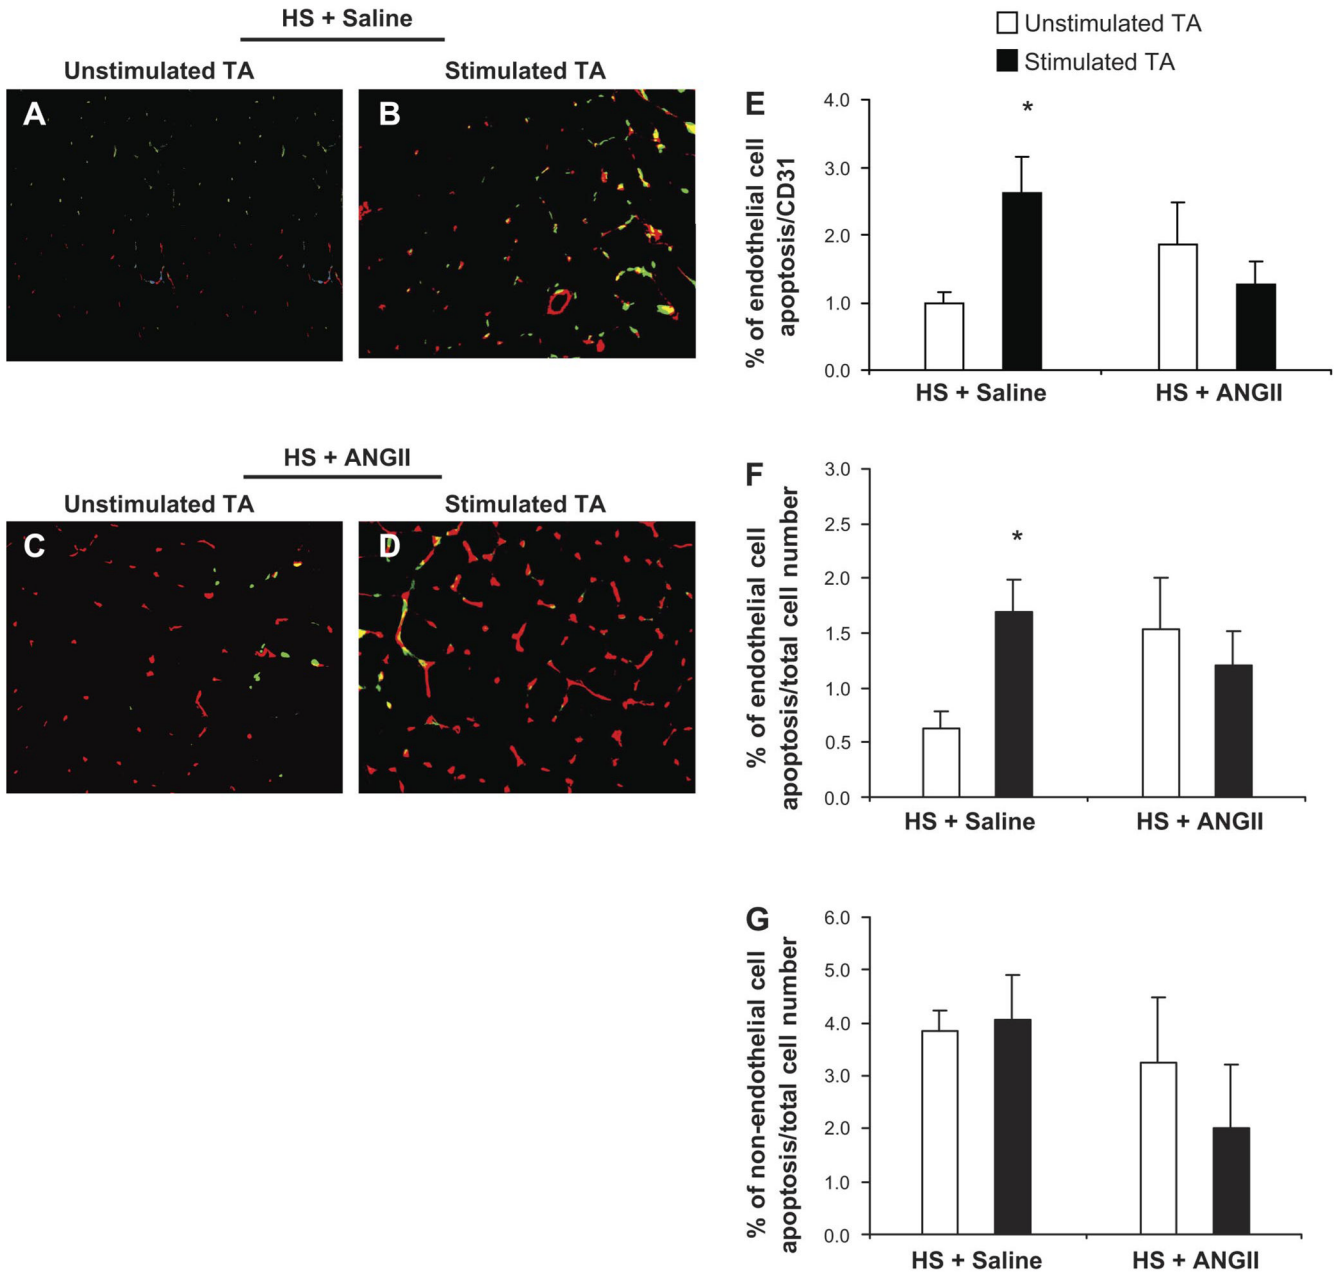 HS + Saline
Unstimulated TA
Stimulated TA
A
B
HS + ANGII
Unstimulated TA
Stimulated TA
C
D
Unstimulated TA
Stimulated TA
E
% of endothelial cell
apoptosis/CD31
4.0
3.0
2.0
1.0
0.0
*
HS + Saline
HS + ANGII
F
% of endothelial cell
apoptosis/total cell number
3.0
2.5
2.0
1.5
1.0
0.5
0.0
*
HS + Saline
HS + ANGII
G
% of non-endothelial cell
apoptosis/total cell number
6.0
5.0
4.0
3.0
2.0
1.0
0.0
HS + Saline
HS + ANGII